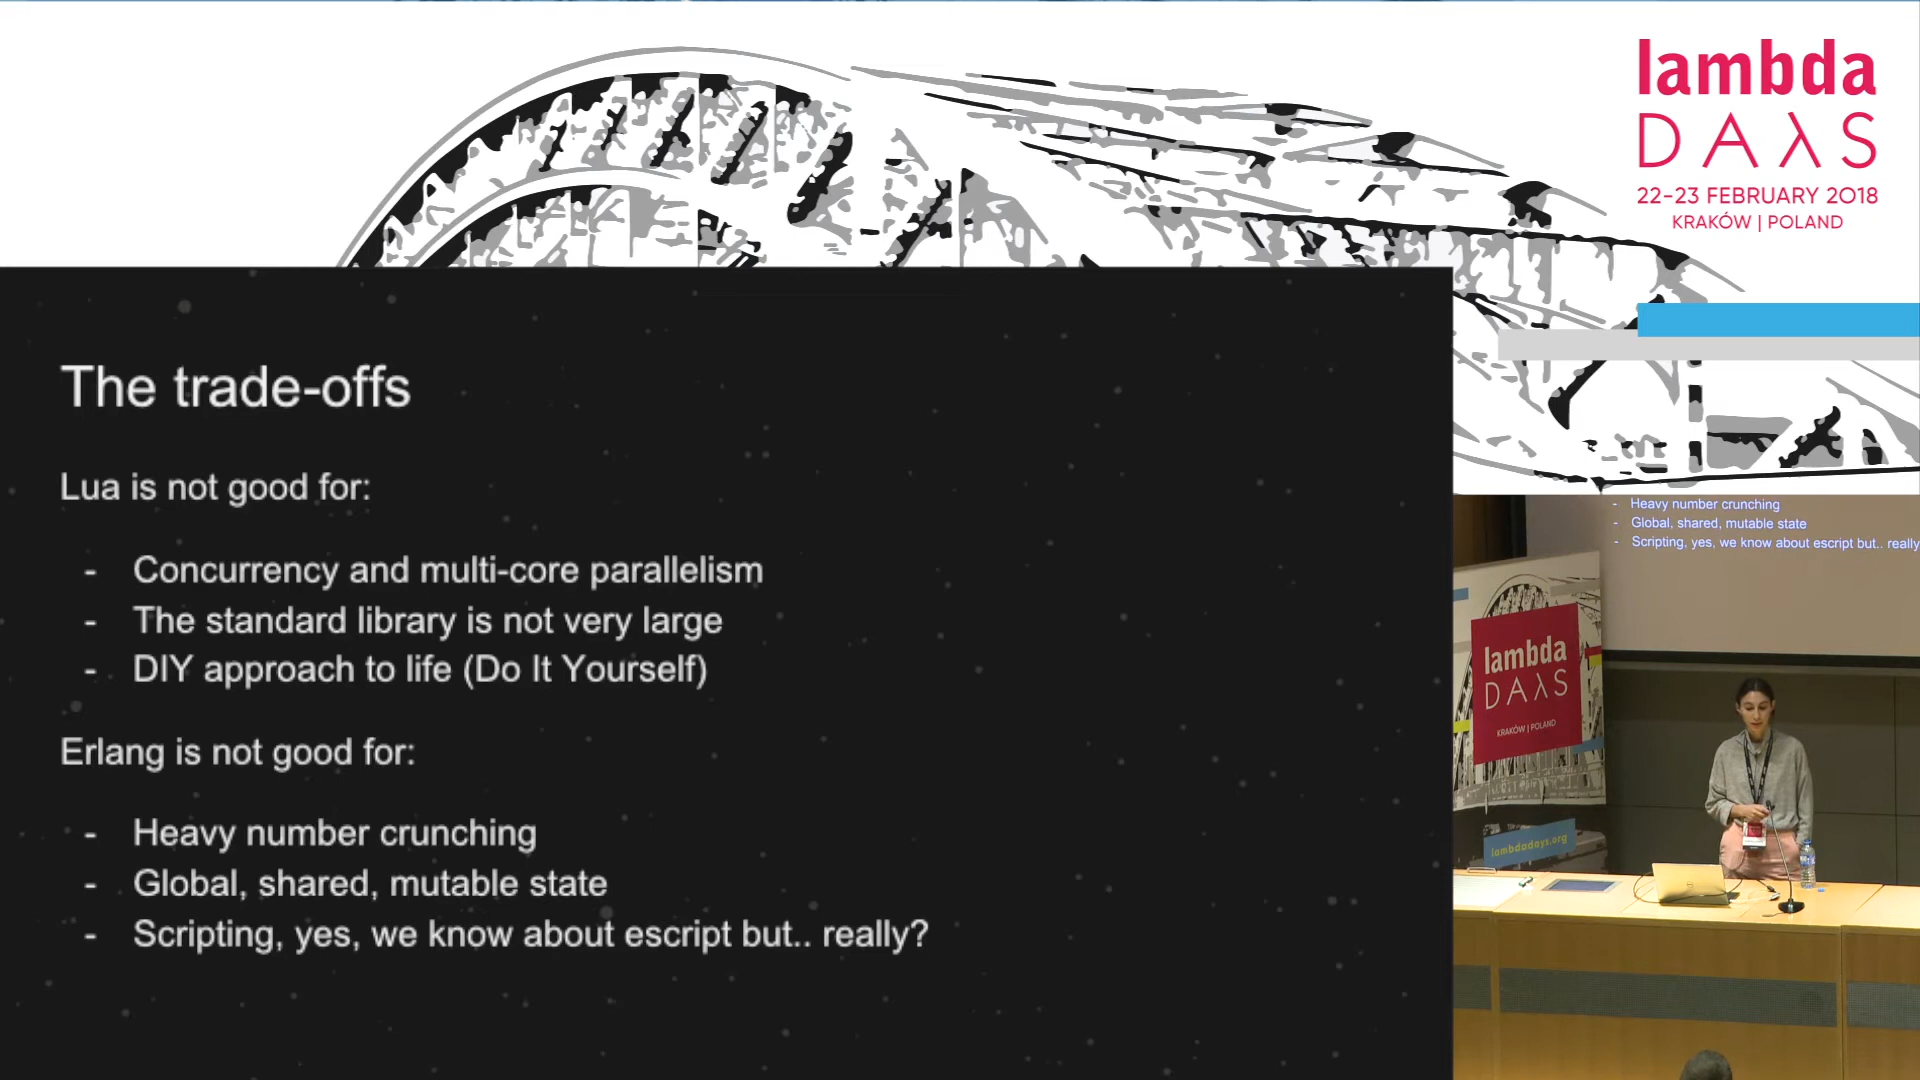 lambda
DAλS
22-23 FEBRUARY 2018
KRAKÓW | POLAND
The trade-offs
Lua is not good for:
- Concurrency and multi-core parallelism
- The standard library is not very large
- DIY approach to life (Do It Yourself)
Erlang is not good for:
- Heavy number crunching
- Global, shared, mutable state
- Scripting, yes, we know about escript but.. really?
- Heavy number crunching
- Global, shared, mutable state
- Scripting, yes, we know about escript but.. really
lambda
DAλS
KRAKÓW | POLAND
lambdadays.org